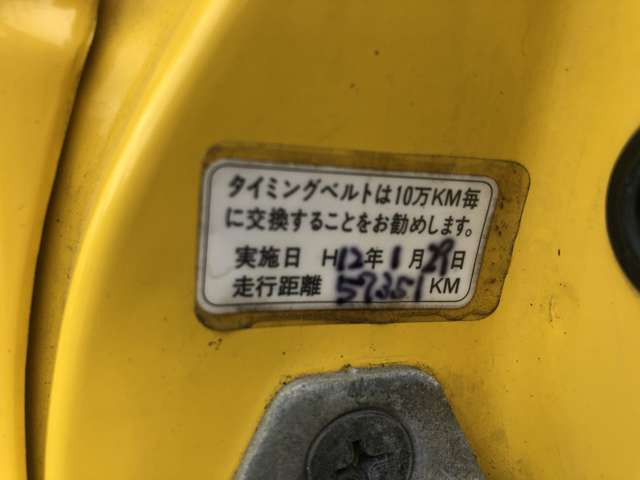 タイミングベルトは10万KM毎
に交換することをお勧めします。
実施日 H12年1月29日
走行距離 57351KM